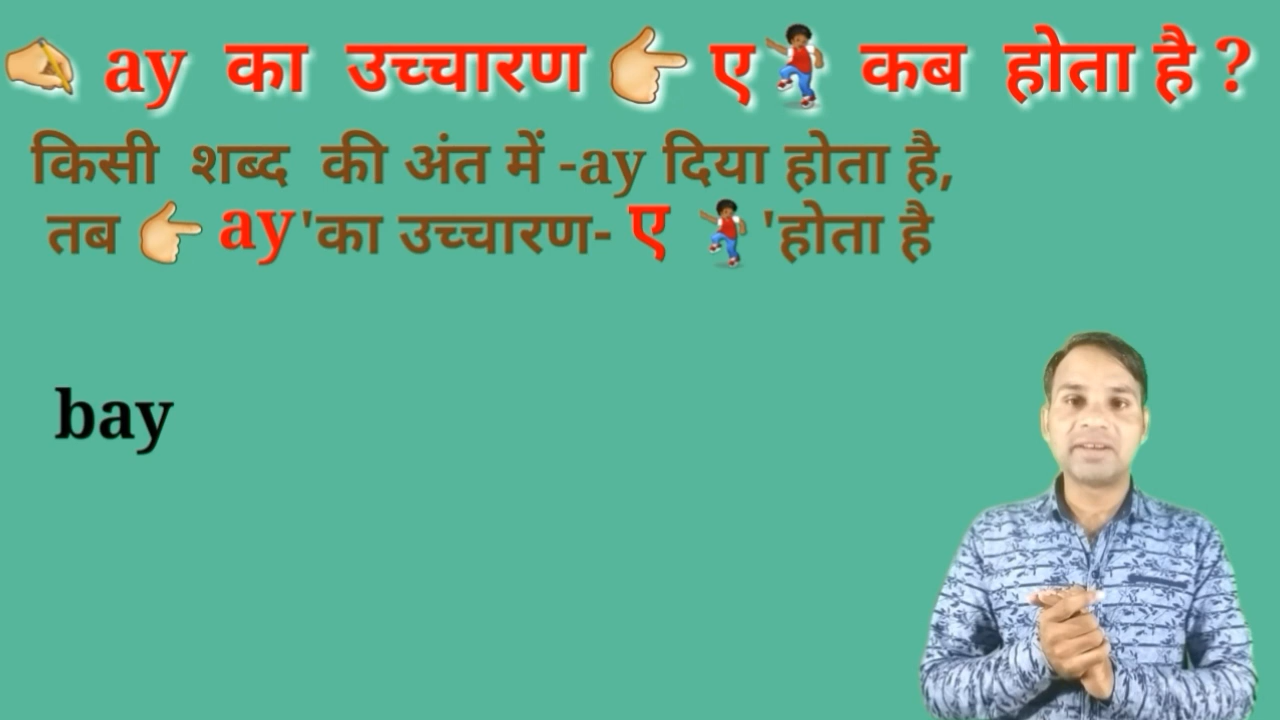 ay का उच्चारण ए कब होता है ?
किसी शब्द की अंत में -ay दिया होता है,
तब ay'का उच्चारण- ए 'होता है
bay